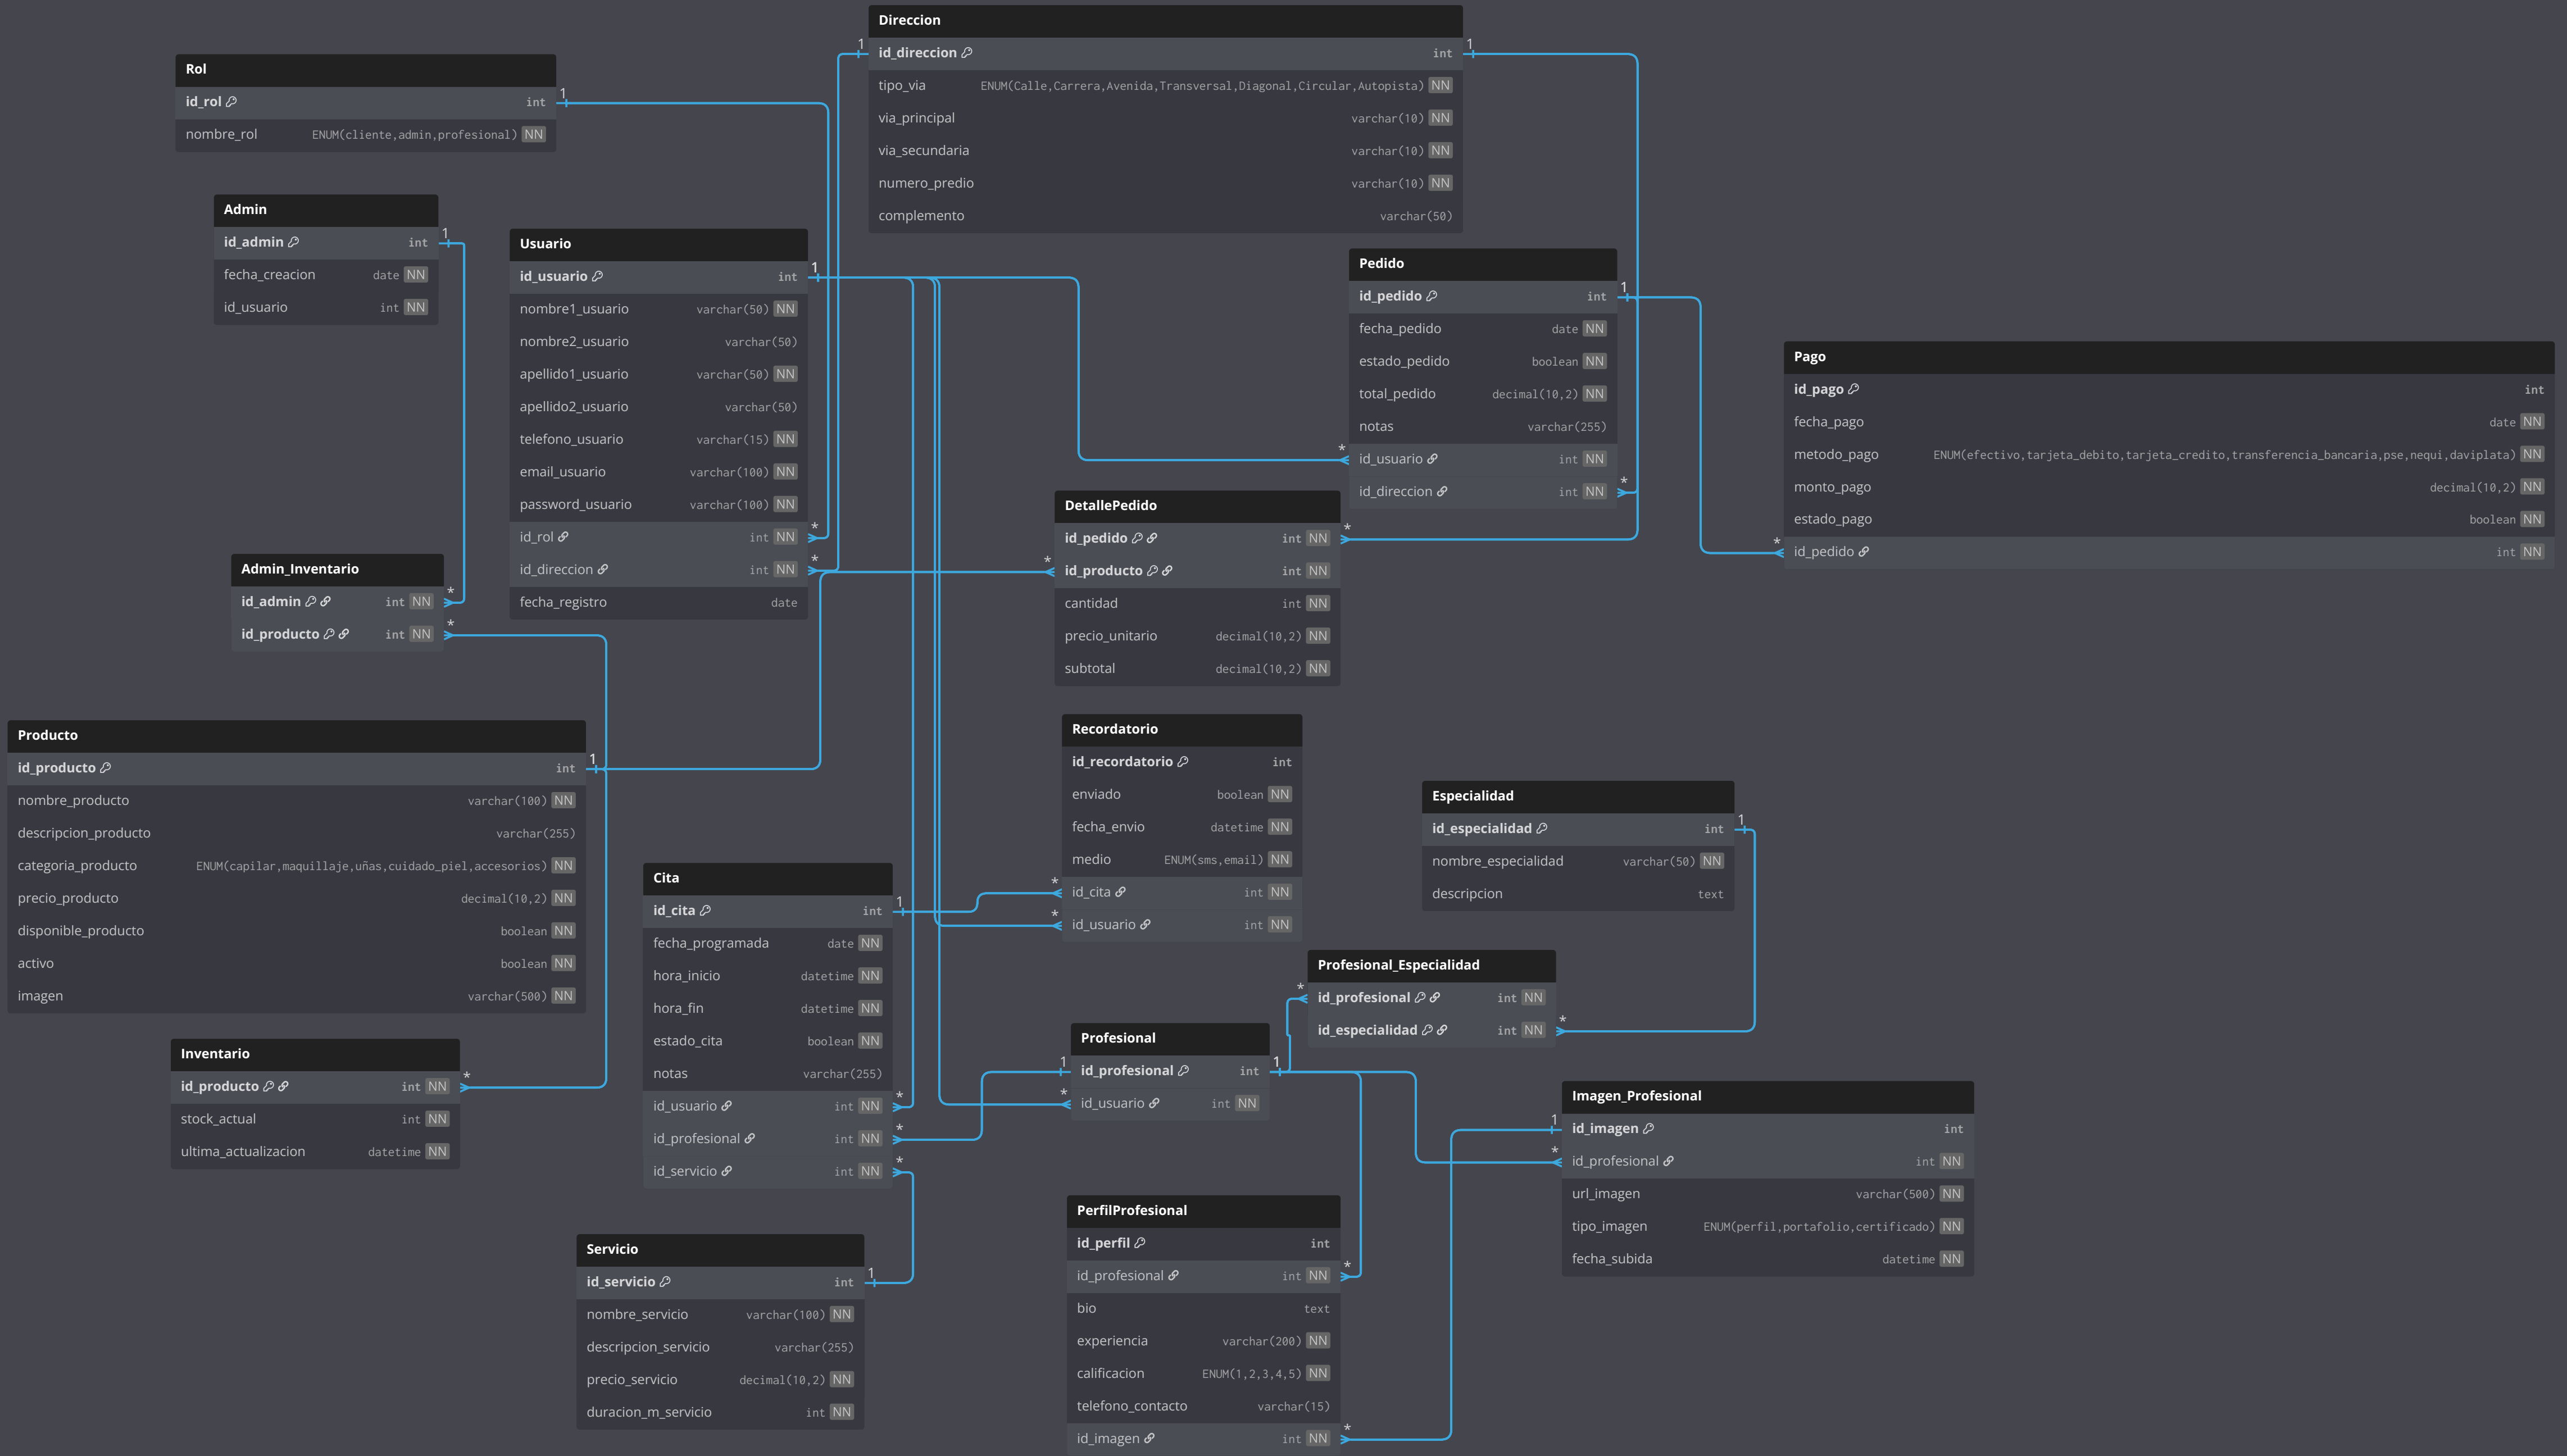 Direccion
1 id_direccion int 1
tipo_via ENUM(Calle,Carrera,Avenida,Transversal,Diagonal,Circular,Autopista) NN
via_principal varchar(10) NN
via_secundaria varchar(10) NN
numero_predio varchar(10) NN
complemento varchar(50)
Rol
id_rol int 1
nombre_rol ENUM(cliente,admin,profesional) NN
Admin
id_admin int 1
fecha_creacion date NN
id_usuario int NN
Usuario
id_usuario int 1
nombre1_usuario varchar(50) NN
nombre2_usuario varchar(50)
apellido1_usuario varchar(50) NN
apellido2_usuario varchar(50)
telefono_usuario varchar(15) NN
email_usuario varchar(100) NN
password_usuario varchar(100) NN
id_rol int NN *
id_direccion int NN *
fecha_registro date
Pedido
id_pedido int 1
fecha_pedido date NN
estado_pedido boolean NN
total_pedido decimal(10,2) NN
notas varchar(255)
* id_usuario int NN
id_direccion int NN *
Pago
id_pago int
fecha_pago date NN
metodo_pago ENUM(efectivo,tarjeta_debito,tarjeta_credito,transferencia_bancaria,pse,nequi,daviplata) NN
monto_pago decimal(10,2) NN
estado_pago boolean NN
* id_pedido int NN
DetallePedido
id_pedido int NN *
* id_producto int NN
cantidad int NN
precio_unitario decimal(10,2) NN
subtotal decimal(10,2) NN
Admin_Inventario
id_admin int NN *
id_producto int NN *
Producto
id_producto int 1
nombre_producto varchar(100) NN
descripcion_producto varchar(255)
categoria_producto ENUM(capilar,maquillaje,uñas,cuidado_piel,accesorios) NN
precio_producto decimal(10,2) NN
disponible_producto boolean NN
activo boolean NN
imagen varchar(500) NN
Recordatorio
id_recordatorio int
enviado boolean NN
fecha_envio datetime NN
medio ENUM(sms,email) NN
* id_cita int NN
* id_usuario int NN
Especialidad
id_especialidad int 1
nombre_especialidad varchar(50) NN
descripcion text
Cita
id_cita int 1
fecha_programada date NN
hora_inicio datetime NN
hora_fin datetime NN
estado_cita boolean NN
notas varchar(255)
id_usuario int NN *
id_profesional int NN *
id_servicio int NN *
Profesional_Especialidad
* id_profesional int NN
id_especialidad int NN *
Profesional
1 id_profesional int 1
* id_usuario int NN
Inventario
id_producto int NN *
stock_actual int NN
ultima_actualizacion datetime NN
Imagen_Profesional
1 id_imagen int
* id_profesional int NN
url_imagen varchar(500) NN
tipo_imagen ENUM(perfil,portafolio,certificado) NN
fecha_subida datetime NN
PerfilProfesional
id_perfil int
id_profesional int NN *
bio text
experiencia varchar(200) NN
calificacion ENUM(1,2,3,4,5) NN
telefono_contacto varchar(15)
id_imagen int NN *
Servicio
id_servicio int 1
nombre_servicio varchar(100) NN
descripcion_servicio varchar(255)
precio_servicio decimal(10,2) NN
duracion_m_servicio int NN